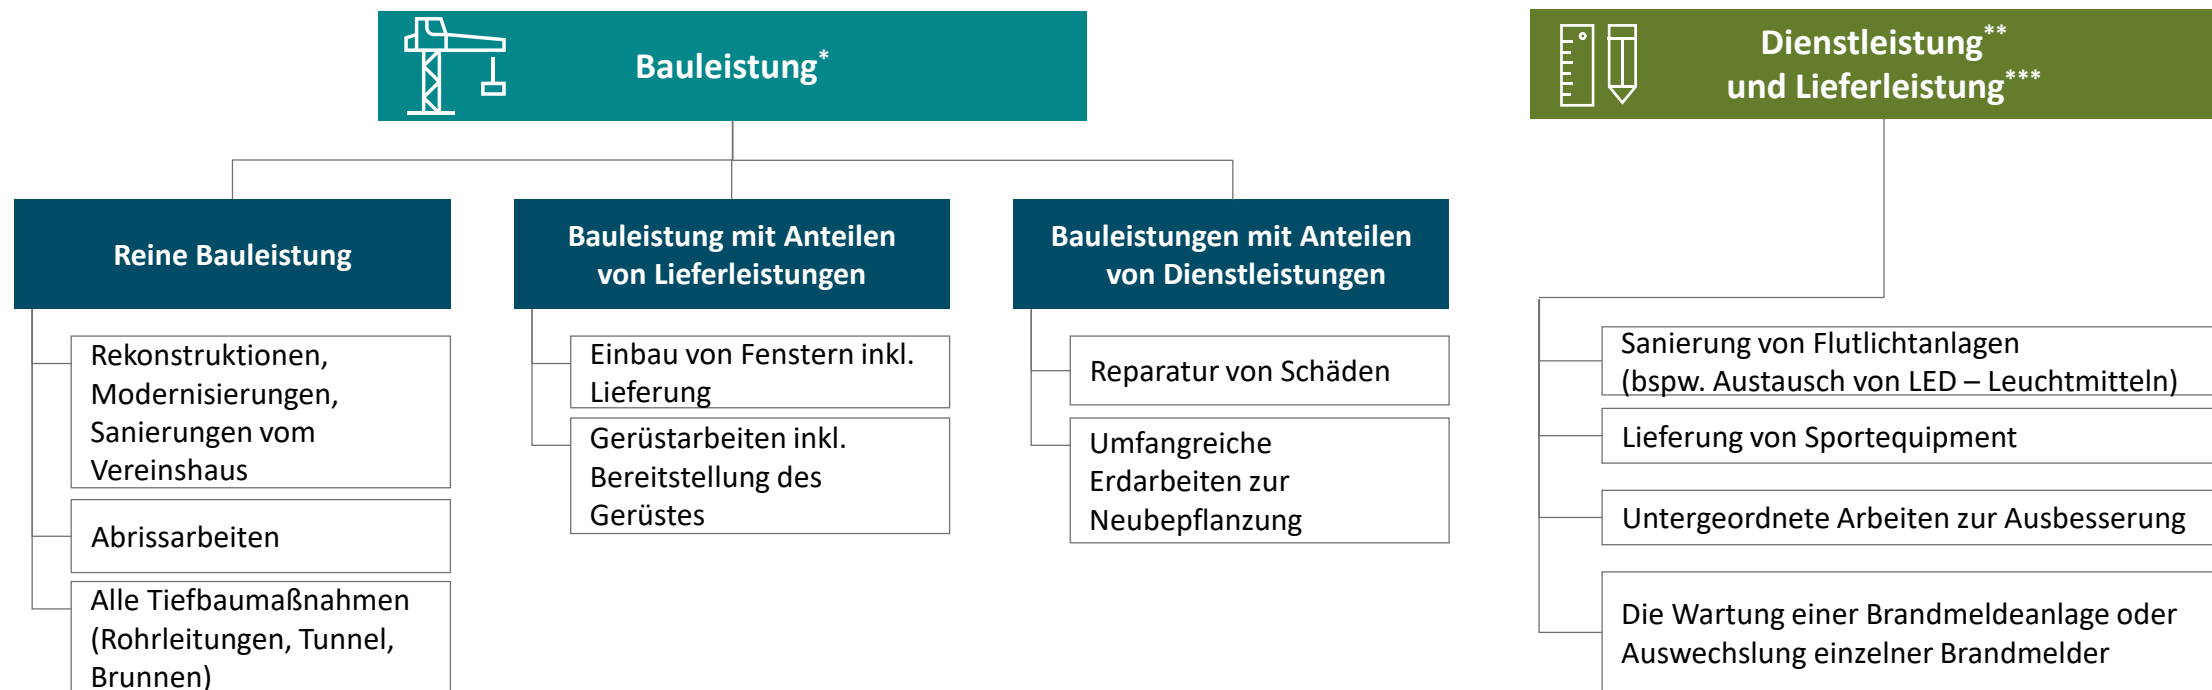 Bauleistung*
Dienstleistung**
und Lieferleistung***
Reine Bauleistung
Bauleistung mit Anteilen
von Lieferleistungen
Bauleistungen mit Anteilen
von Dienstleistungen
Rekonstruktionen,
Modernisierungen,
Sanierungen vom
Vereinshaus
Abrissarbeiten
Alle Tiefbaumaßnahmen
(Rohrleitungen, Tunnel,
Brunnen)
Einbau von Fenstern inkl.
Lieferung
Gerüstarbeiten inkl.
Bereitstellung des
Gerüstes
Reparatur von Schäden
Umfangreiche
Erdarbeiten zur
Neubepflanzung
Sanierung von Flutlichtanlagen
(bspw. Austausch von LED – Leuchtmitteln)
Lieferung von Sportequipment
Untergeordnete Arbeiten zur Ausbesserung
Die Wartung einer Brandmeldeanlage oder
Auswechslung einzelner Brandmelder